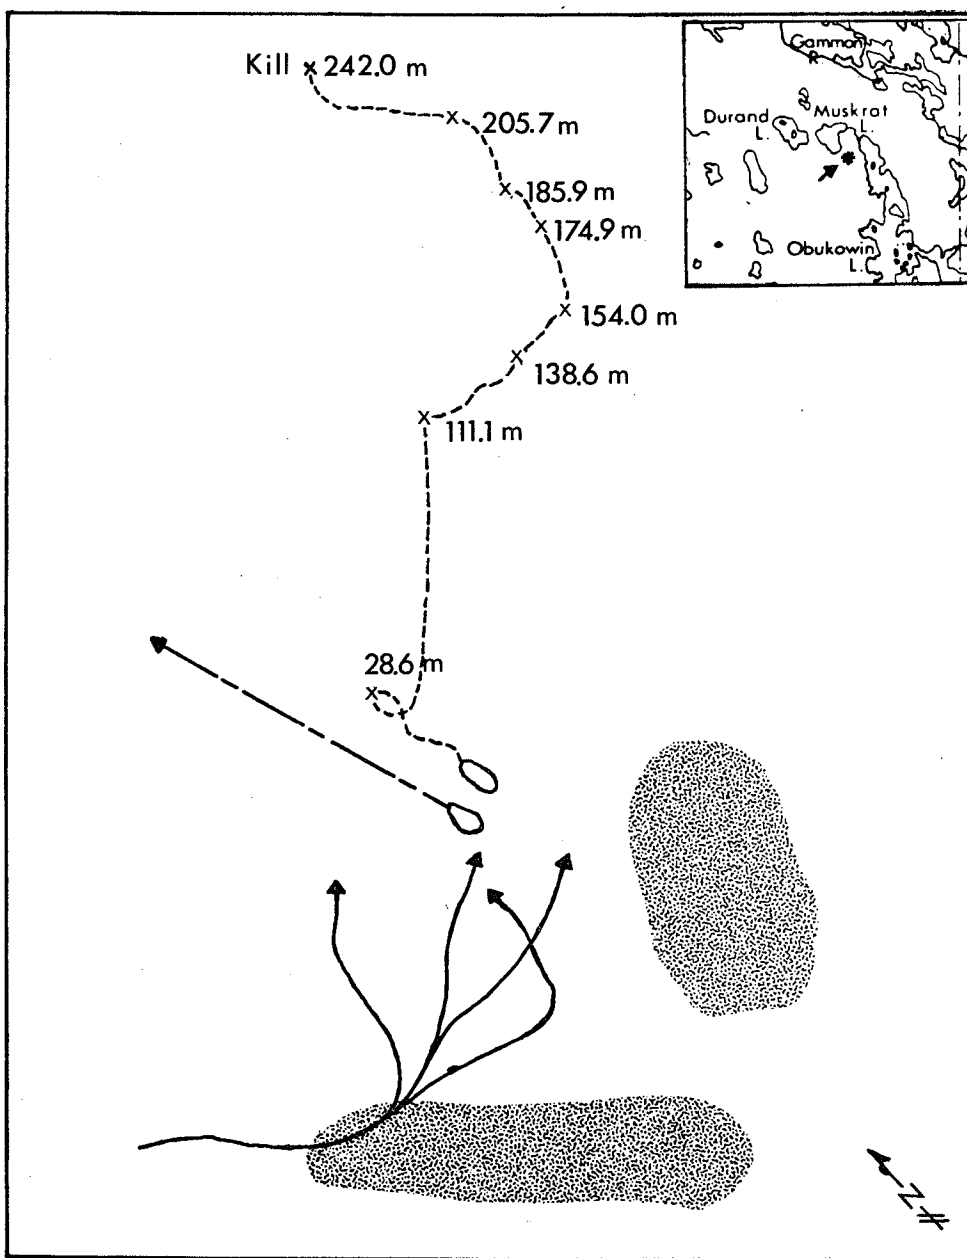 Kill x 242.0 m
x 205.7 m
x 185.9 m
x 174.9 m
x 154.0 m
x 138.6 m
x 111.1 m
28.6 m
x
Gammon
R.
Durand
L.
Muskrat
L.
Obukowin
L.
N